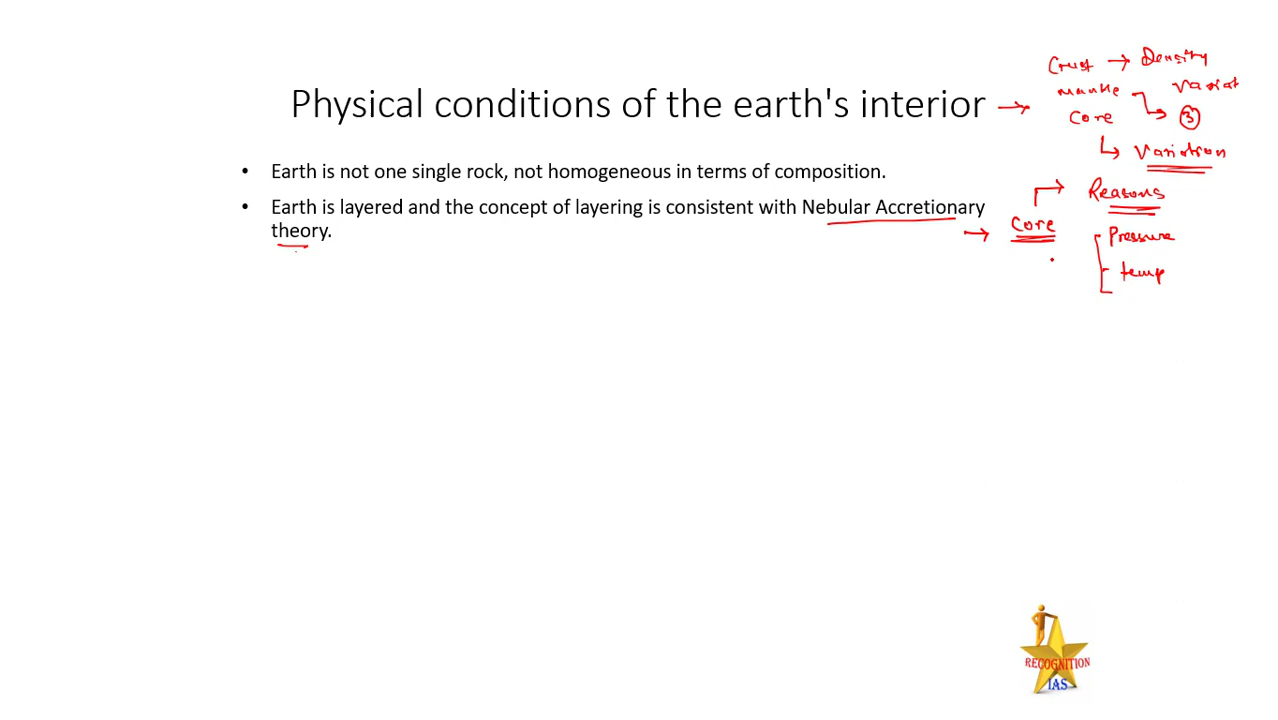 Physical conditions of the earth's interior →
Crust → Density
Variat
mantle
core
③
Variation
• Earth is not one single rock, not homogeneous in terms of composition.
• Earth is layered and the concept of layering is consistent with Nebular Accretionary
theory.
→ Core
Reasons
Pressure
temp
RECOGNITION
IAS